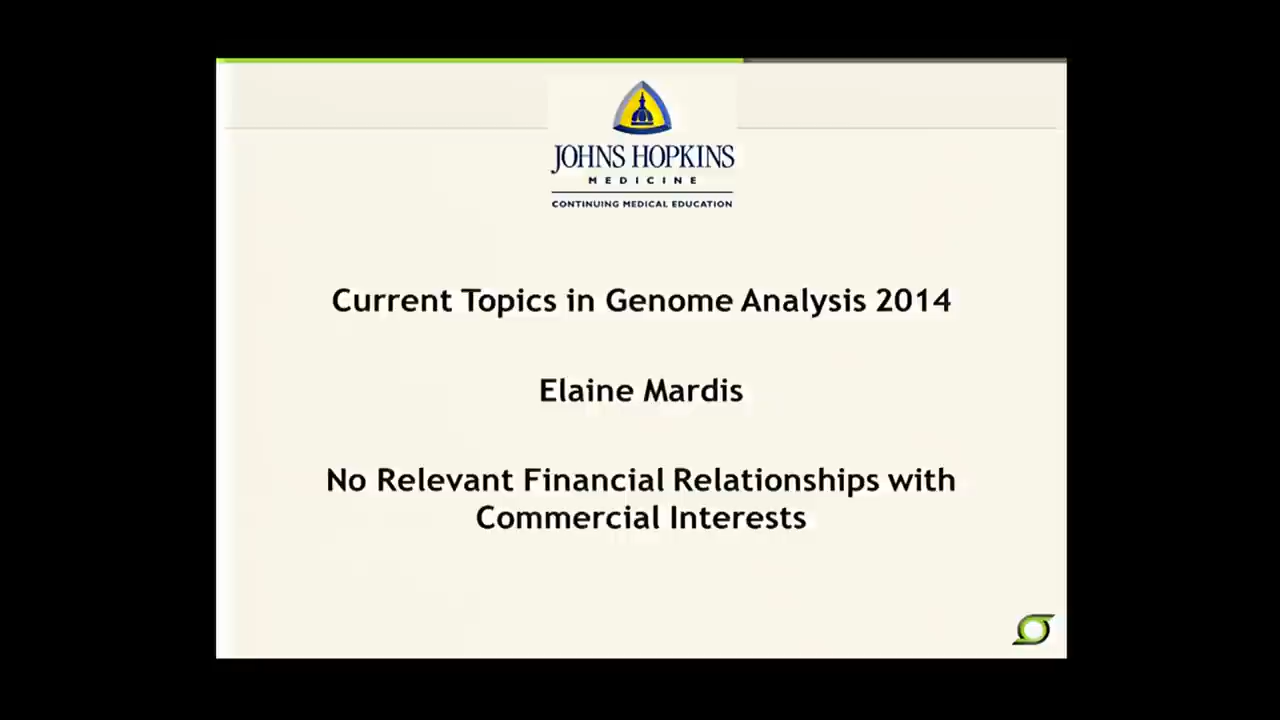 JOHNS HOPKINS
MEDICINE
CONTINUING MEDICAL EDUCATION
Current Topics in Genome Analysis 2014
Elaine Mardis
No Relevant Financial Relationships with
Commercial Interests